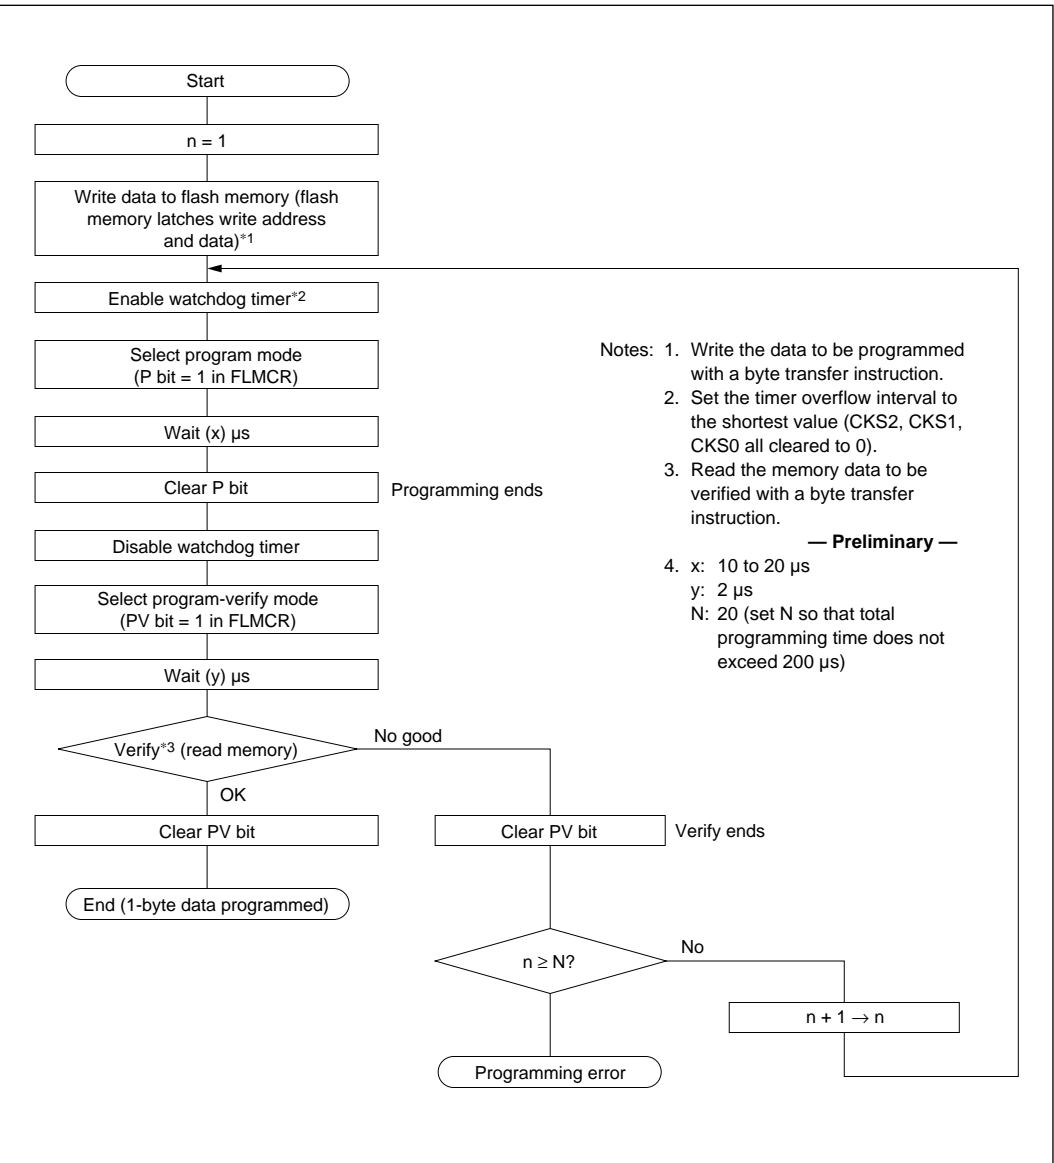 Start
n = 1
Write data to flash memory (flash
memory latches write address
and data)*1
Enable watchdog timer*2
Select program mode
(P bit = 1 in FLMCR)
Wait (x) µs
Clear P bit
Programming ends
Disable watchdog timer
Select program-verify mode
(PV bit = 1 in FLMCR)
Wait (y) µs
Verify*3 (read memory)
No good
OK
Clear PV bit
Clear PV bit
Verify ends
End (1-byte data programmed)
n ≥ N?
No
n + 1 → n
Programming error
Notes: 1. Write the data to be programmed
with a byte transfer instruction.
2. Set the timer overflow interval to
the shortest value (CKS2, CKS1,
CKS0 all cleared to 0).
3. Read the memory data to be
verified with a byte transfer
instruction.
— Preliminary —
4. x: 10 to 20 µs
y: 2 µs
N: 20 (set N so that total
programming time does not
exceed 200 µs)